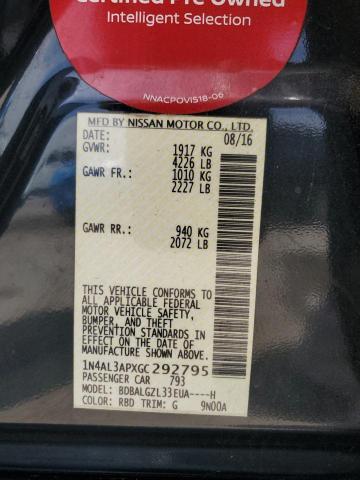 Certified Pre Owned
Intelligent Selection
NNACPOVIS18-06
MFD BY NISSAN MOTOR CO., LTD.
DATE: 08/16
GVWR: 1917 KG
4226 LB
GAWR FR: 1010 KG
2227 LB
GAWR RR: 940 KG
2072 LB
THIS VEHICLE CONFORMS TO
ALL APPLICABLE FEDERAL
MOTOR VEHICLE SAFETY,
BUMPER, AND THEFT
PREVENTION STANDARDS IN
EFFECT ON THE DATE OF
MANUFACTURE SHOWN ABOVE.
1N4AL3APXGC292795
PASSENGER CAR 793
MODEL: BDBALGZL33EUA----H
COLOR: RBD TRIM: G 9N00A